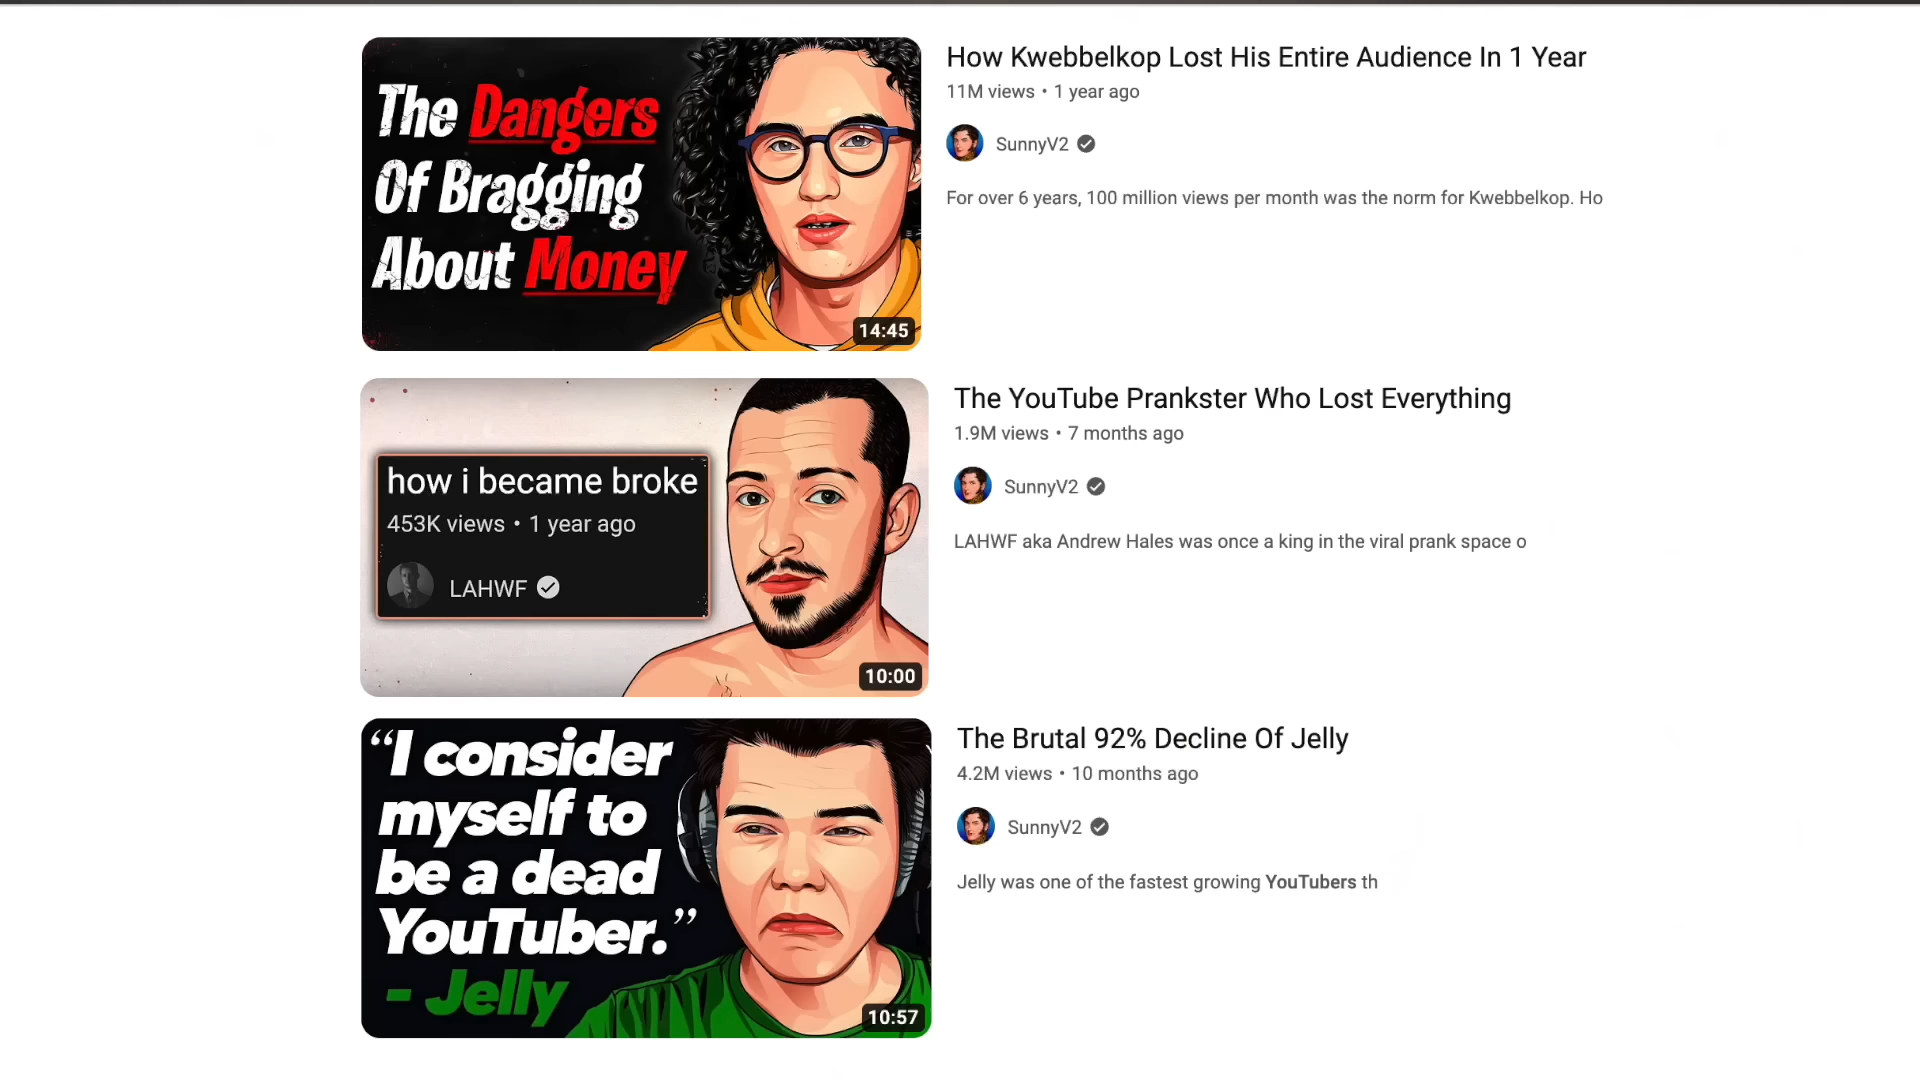 The Dangers
Of Bragging
About Money
14:45
How Kwebbelkop Lost His Entire Audience In 1 Year
11M views • 1 year ago
SunnyV2
For over 6 years, 100 million views per month was the norm for Kwebbelkop. Ho
how i became broke
453K views • 1 year ago
LAHWF
10:00
The YouTube Prankster Who Lost Everything
1.9M views • 7 months ago
SunnyV2
LAHWF aka Andrew Hales was once a king in the viral prank space o
“I consider
myself to
be a dead
YouTuber.”
- Jelly
10:57
The Brutal 92% Decline Of Jelly
4.2M views • 10 months ago
SunnyV2
Jelly was one of the fastest growing YouTubers th